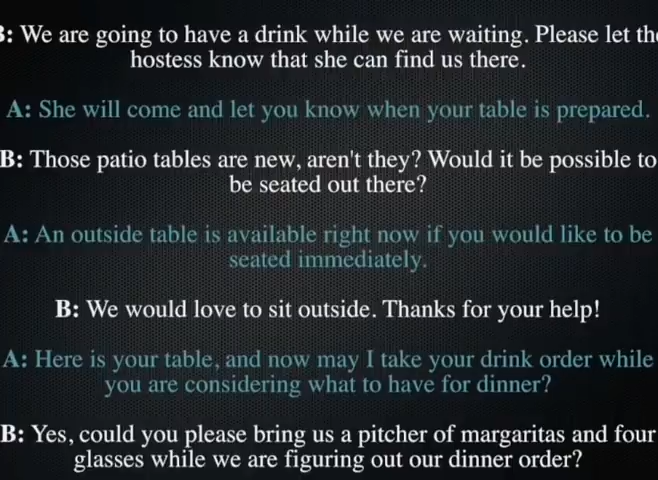 B: We are going to have a drink while we are waiting. Please let the
hostess know that she can find us there.
A: She will come and let you know when your table is prepared.
B: Those patio tables are new, aren't they? Would it be possible to
be seated out there?
A: An outside table is available right now if you would like to be
seated immediately.
B: We would love to sit outside. Thanks for your help!
A: Here is your table, and now may I take your drink order while
you are considering what to have for dinner?
B: Yes, could you please bring us a pitcher of margaritas and four
glasses while we are figuring out our dinner order?